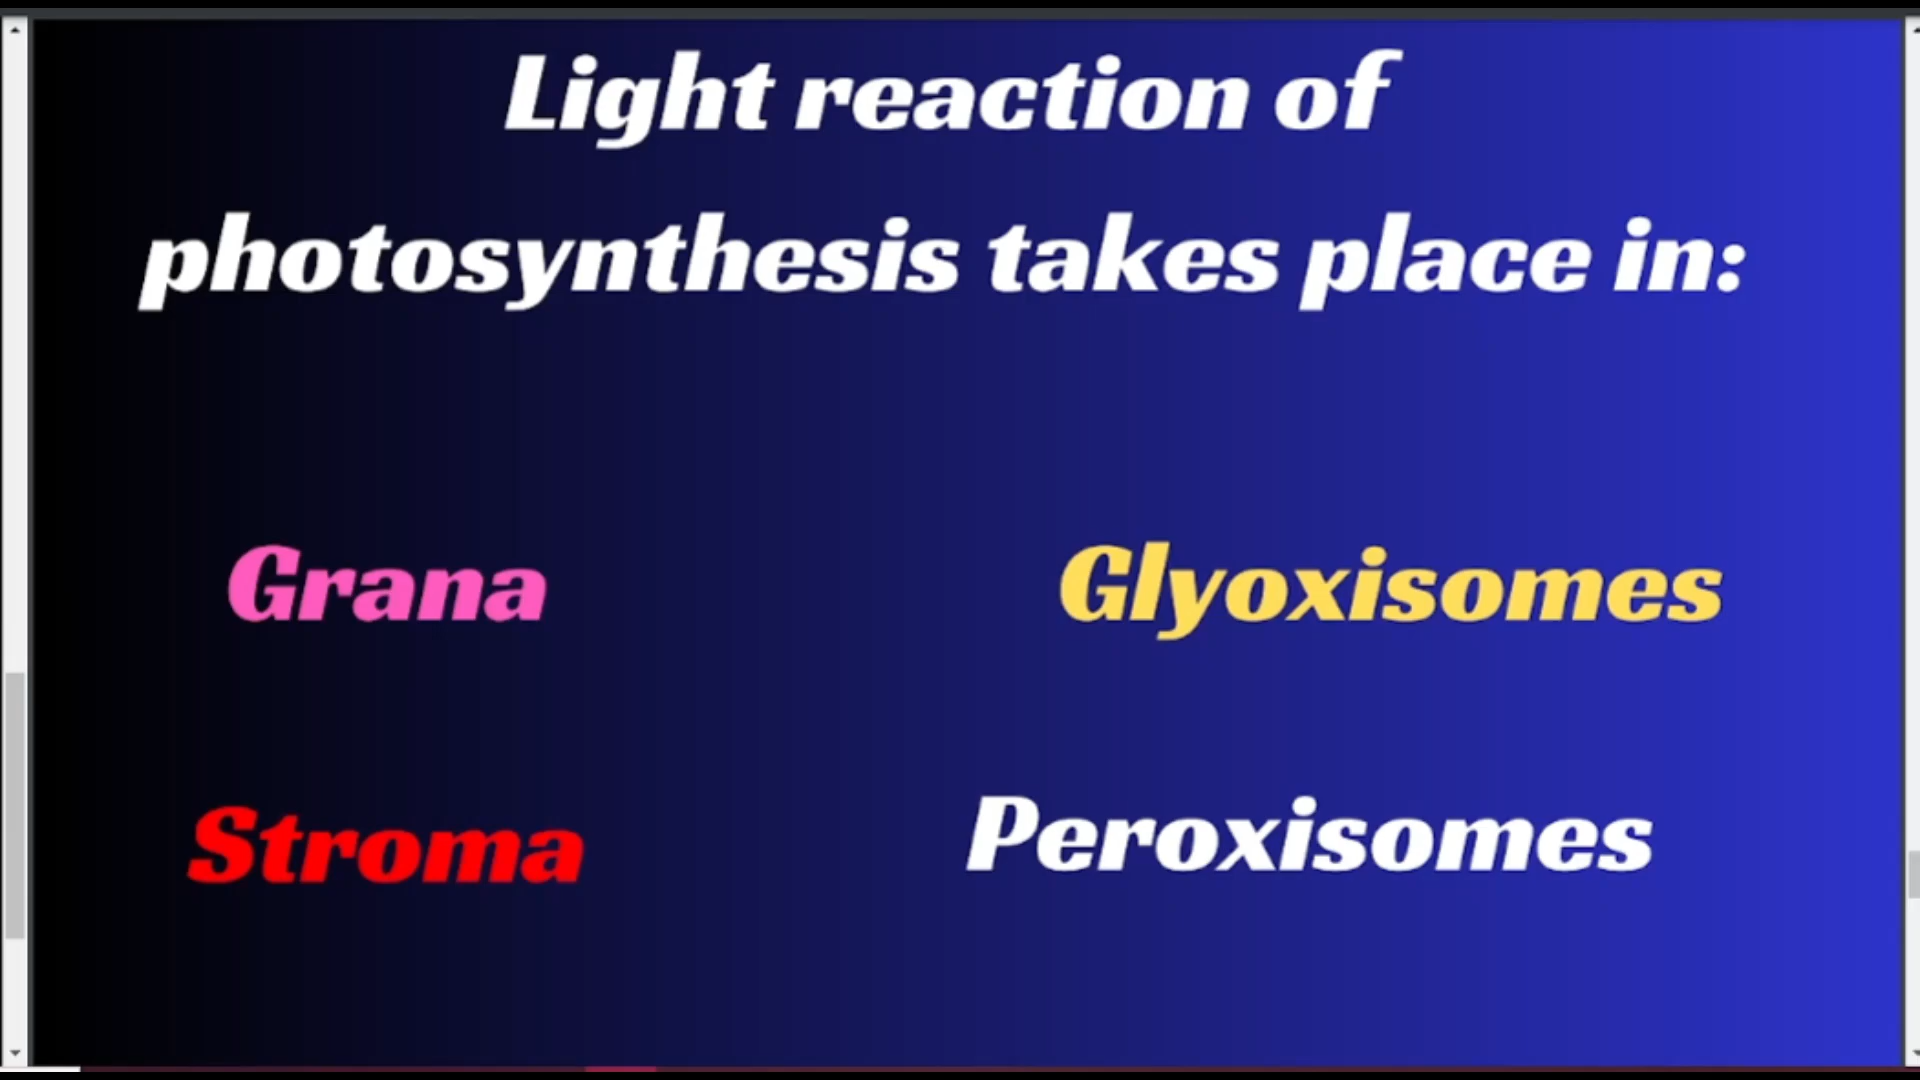 Light reaction of
photosynthesis takes place in:
Grana
Glyoxisomes
Stroma
Peroxisomes